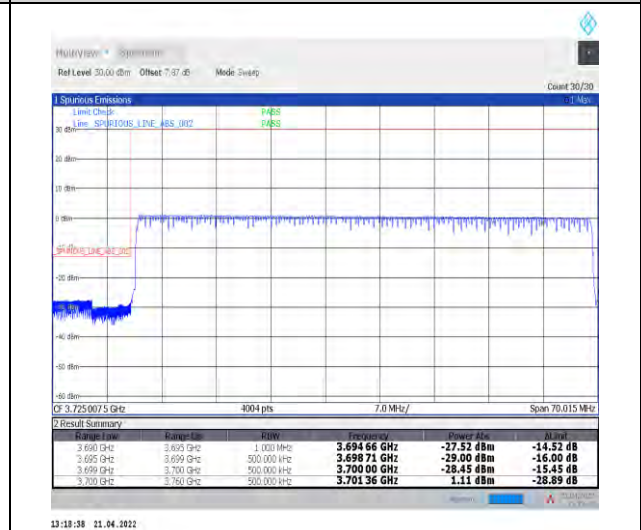 MultiView
Ref Level 30.00 dBm Offset 7.87 dB Mode Sweep
Count 30/30
1 Spurious Emissions 1 Max
Limit Check PASS
Line _SPURIOUS_LINE_ABS_002 PASS
30 dBm
20 dBm
10 dBm
0 dBm
_SPURIOUS_LINE_ABS_002
-20 dBm
-40 dBm
-50 dBm
-60 dBm
CF 3.7250075 GHz 4004 pts 7.0 MHz/ Span 70.015 MHz
2 Result Summary
Range Low Range Up RBW Frequency Power Abs ΔLimit
3.690 GHz 3.695 GHz 1.000 MHz 3.694 66 GHz -27.52 dBm -14.52 dB
3.695 GHz 3.699 GHz 500.000 kHz 3.698 71 GHz -29.00 dBm -16.00 dB
3.699 GHz 3.700 GHz 500.000 kHz 3.700 00 GHz -28.45 dBm -15.45 dB
3.700 GHz 3.760 GHz 500.000 kHz 3.701 36 GHz 1.11 dBm -28.89 dB
13:18:38 21.04.2022